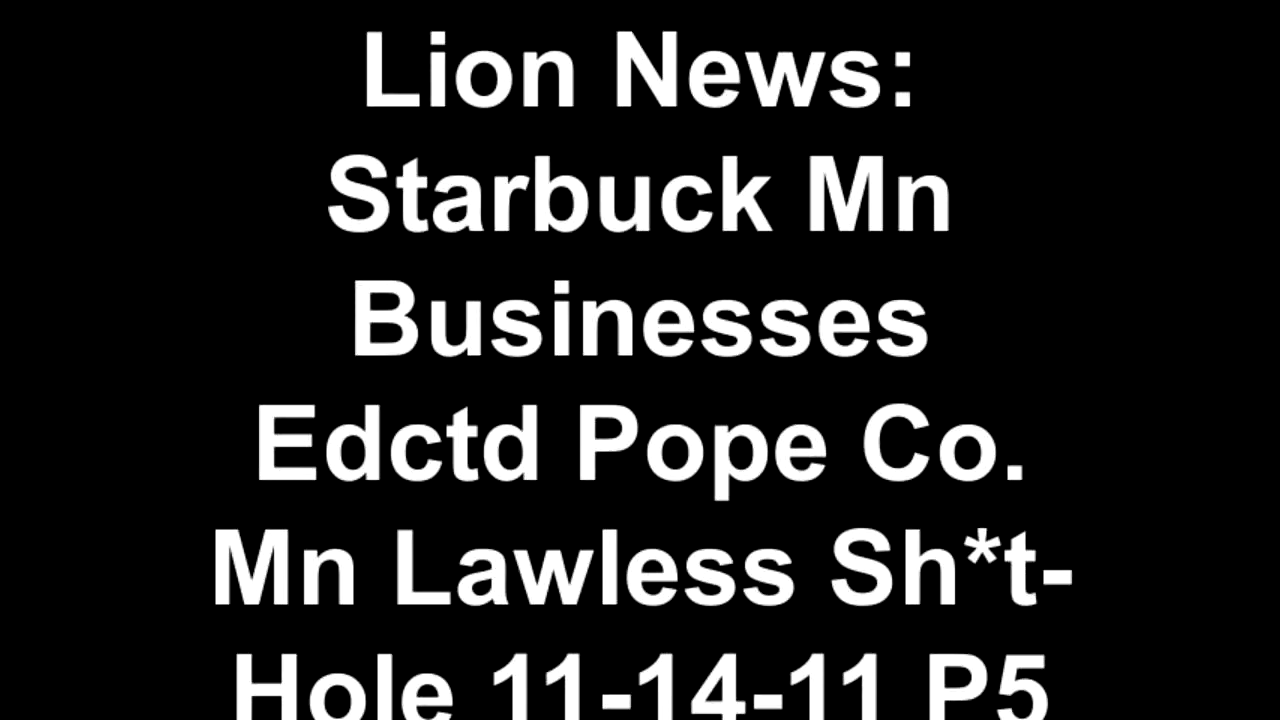 Lion News:
Starbuck Mn
Businesses
Edctd Pope Co.
Mn Lawless Sh*t-
Hole 11-14-11 P5